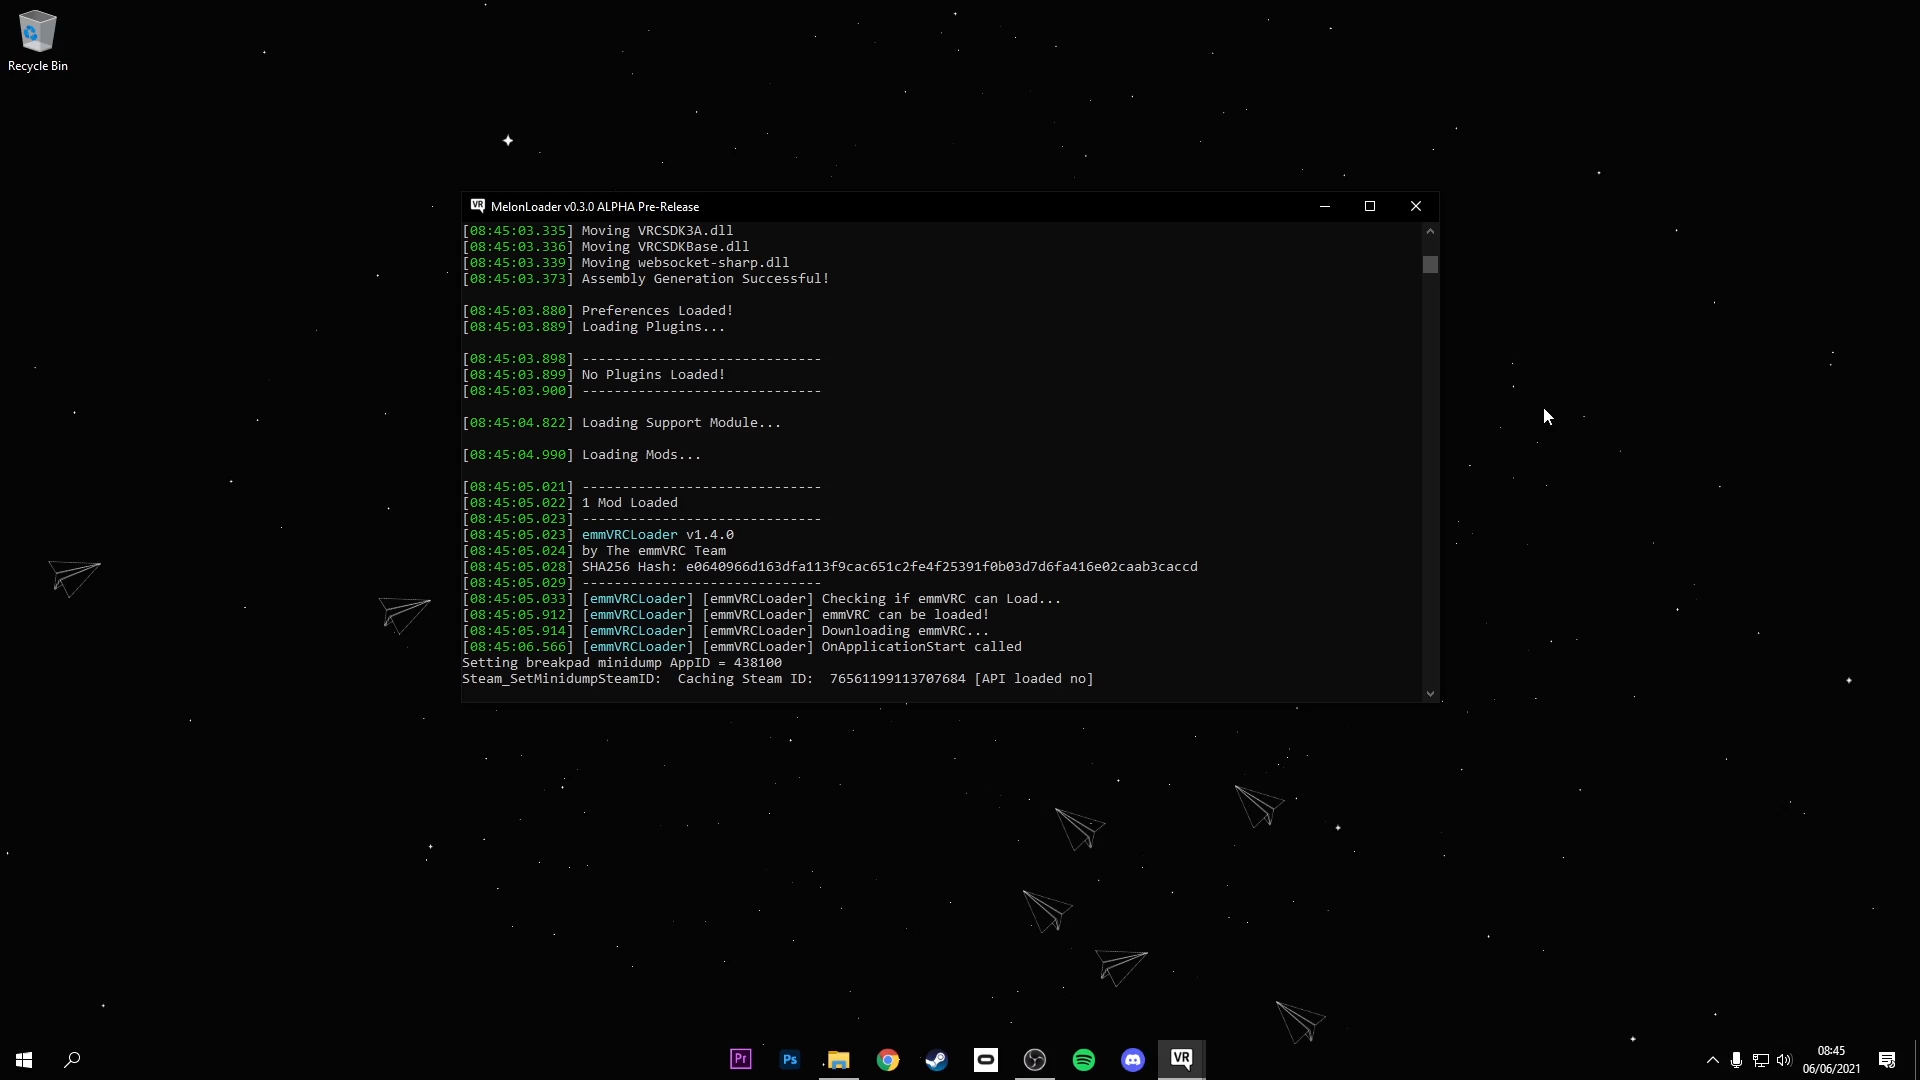 Recycle Bin
VR MelonLoader v0.3.0 ALPHA Pre-Release
[08:45:03.335] Moving VRCSDK3A.dll
[08:45:03.336] Moving VRCSDKBase.dll
[08:45:03.339] Moving websocket-sharp.dll
[08:45:03.373] Assembly Generation Successful!
[08:45:03.880] Preferences Loaded!
[08:45:03.889] Loading Plugins...
[08:45:03.898] ------------------------------
[08:45:03.899] No Plugins Loaded!
[08:45:03.900] ------------------------------
[08:45:04.822] Loading Support Module...
[08:45:04.990] Loading Mods...
[08:45:05.021] ------------------------------
[08:45:05.022] 1 Mod Loaded
[08:45:05.023] ------------------------------
[08:45:05.023] emmVRCLoader v1.4.0
[08:45:05.024] by The emmVRC Team
[08:45:05.028] SHA256 Hash: e0640966d163dfa113f9cac651c2fe4f25391f0b03d7d6fa416e02caab3caccd
[08:45:05.029] ------------------------------
[08:45:05.033] [emmVRCLoader] [emmVRCLoader] Checking if emmVRC can Load...
[08:45:05.912] [emmVRCLoader] [emmVRCLoader] emmVRC can be loaded!
[08:45:05.914] [emmVRCLoader] [emmVRCLoader] Downloading emmVRC...
[08:45:06.566] [emmVRCLoader] [emmVRCLoader] OnApplicationStart called
Setting breakpad minidump AppID = 438100
Steam_SetMinidumpSteamID:  Caching Steam ID:  76561199113707684 [API loaded no]
Pr
Ps
VR
08:45
06/06/2021